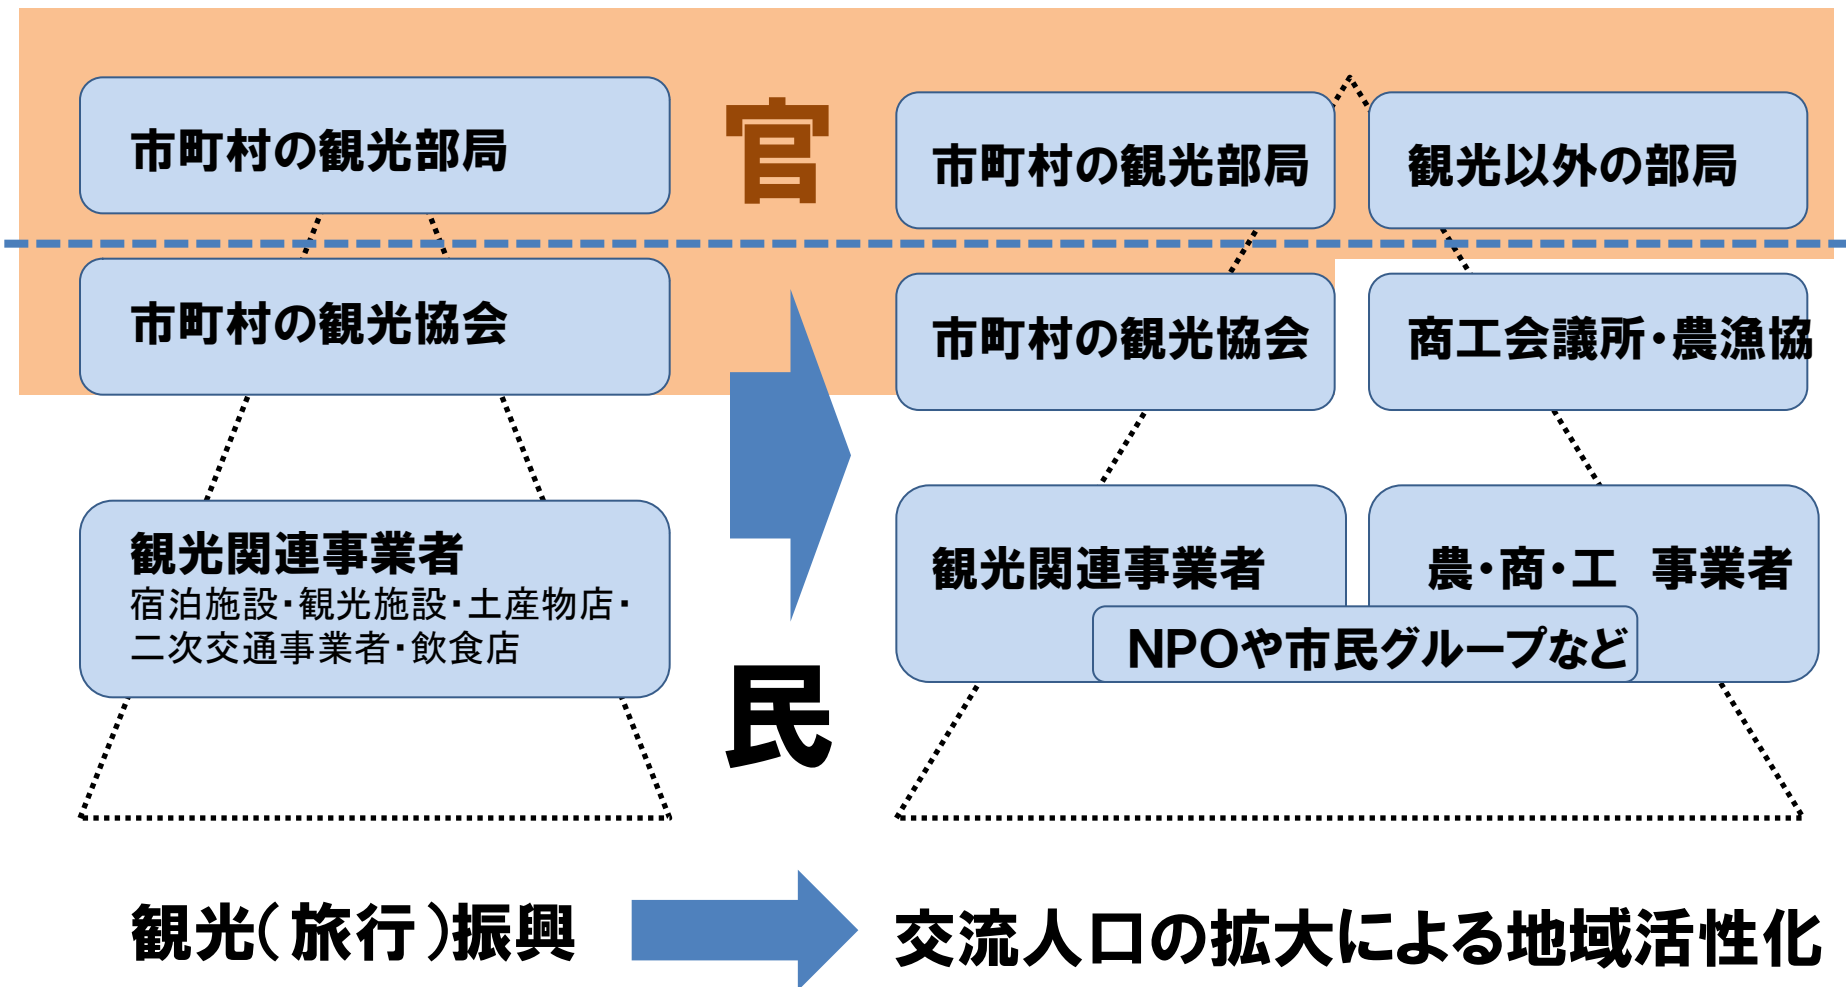 市町村の観光部局
市町村の観光協会
観光関連事業者
宿泊施設・観光施設・土産物店・
二次交通事業者・飲食店
官
民
市町村の観光部局
観光以外の部局
市町村の観光協会
商工会議所・農漁協
観光関連事業者
農・商・工　事業者
NPOや市民グループなど
観光（旅行）振興
交流人口の拡大による地域活性化